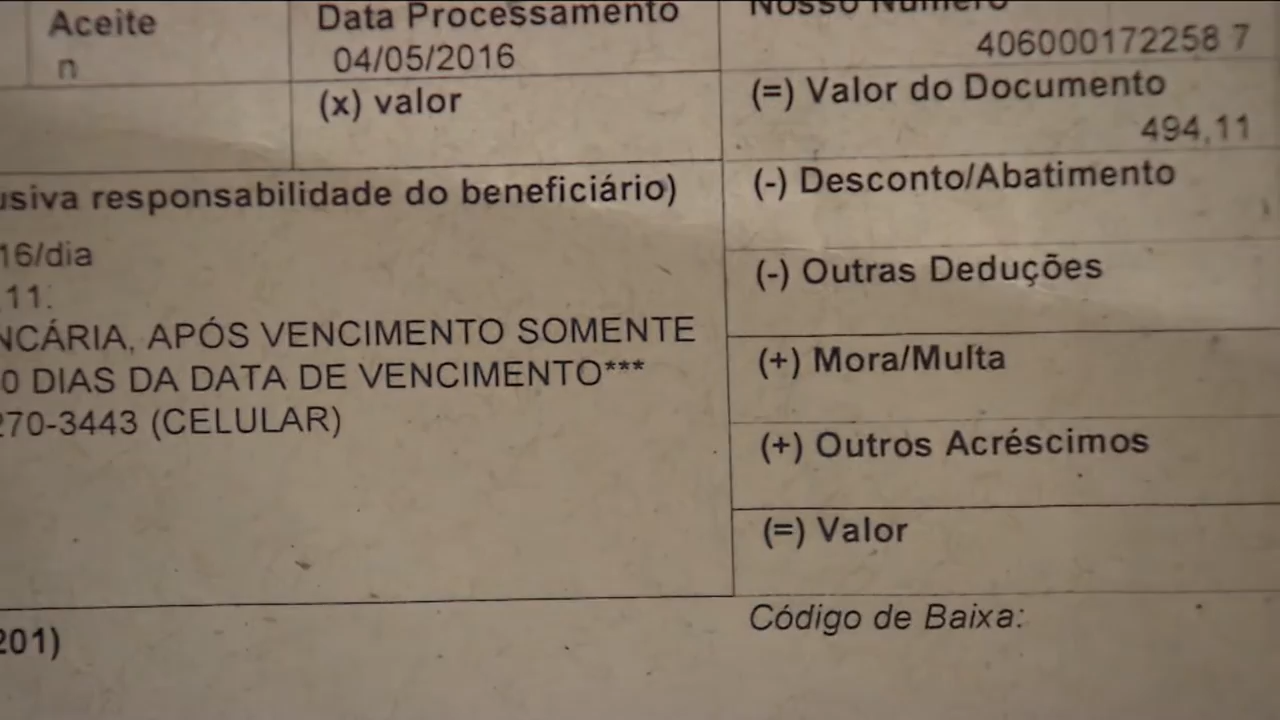 Aceite
n
Data Processamento
04/05/2016
Nosso Número
406000172258 7
(x) valor
(=) Valor do Documento
494,11
usiva responsabilidade do beneficiário)
(-) Desconto/Abatimento
16/dia
,11.
(-) Outras Deduções
NCÁRIA, APÓS VENCIMENTO SOMENTE
0 DIAS DA DATA DE VENCIMENTO***
(+) Mora/Multa
270-3443 (CELULAR)
(+) Outros Acréscimos
(=) Valor
Código de Baixa:
201)